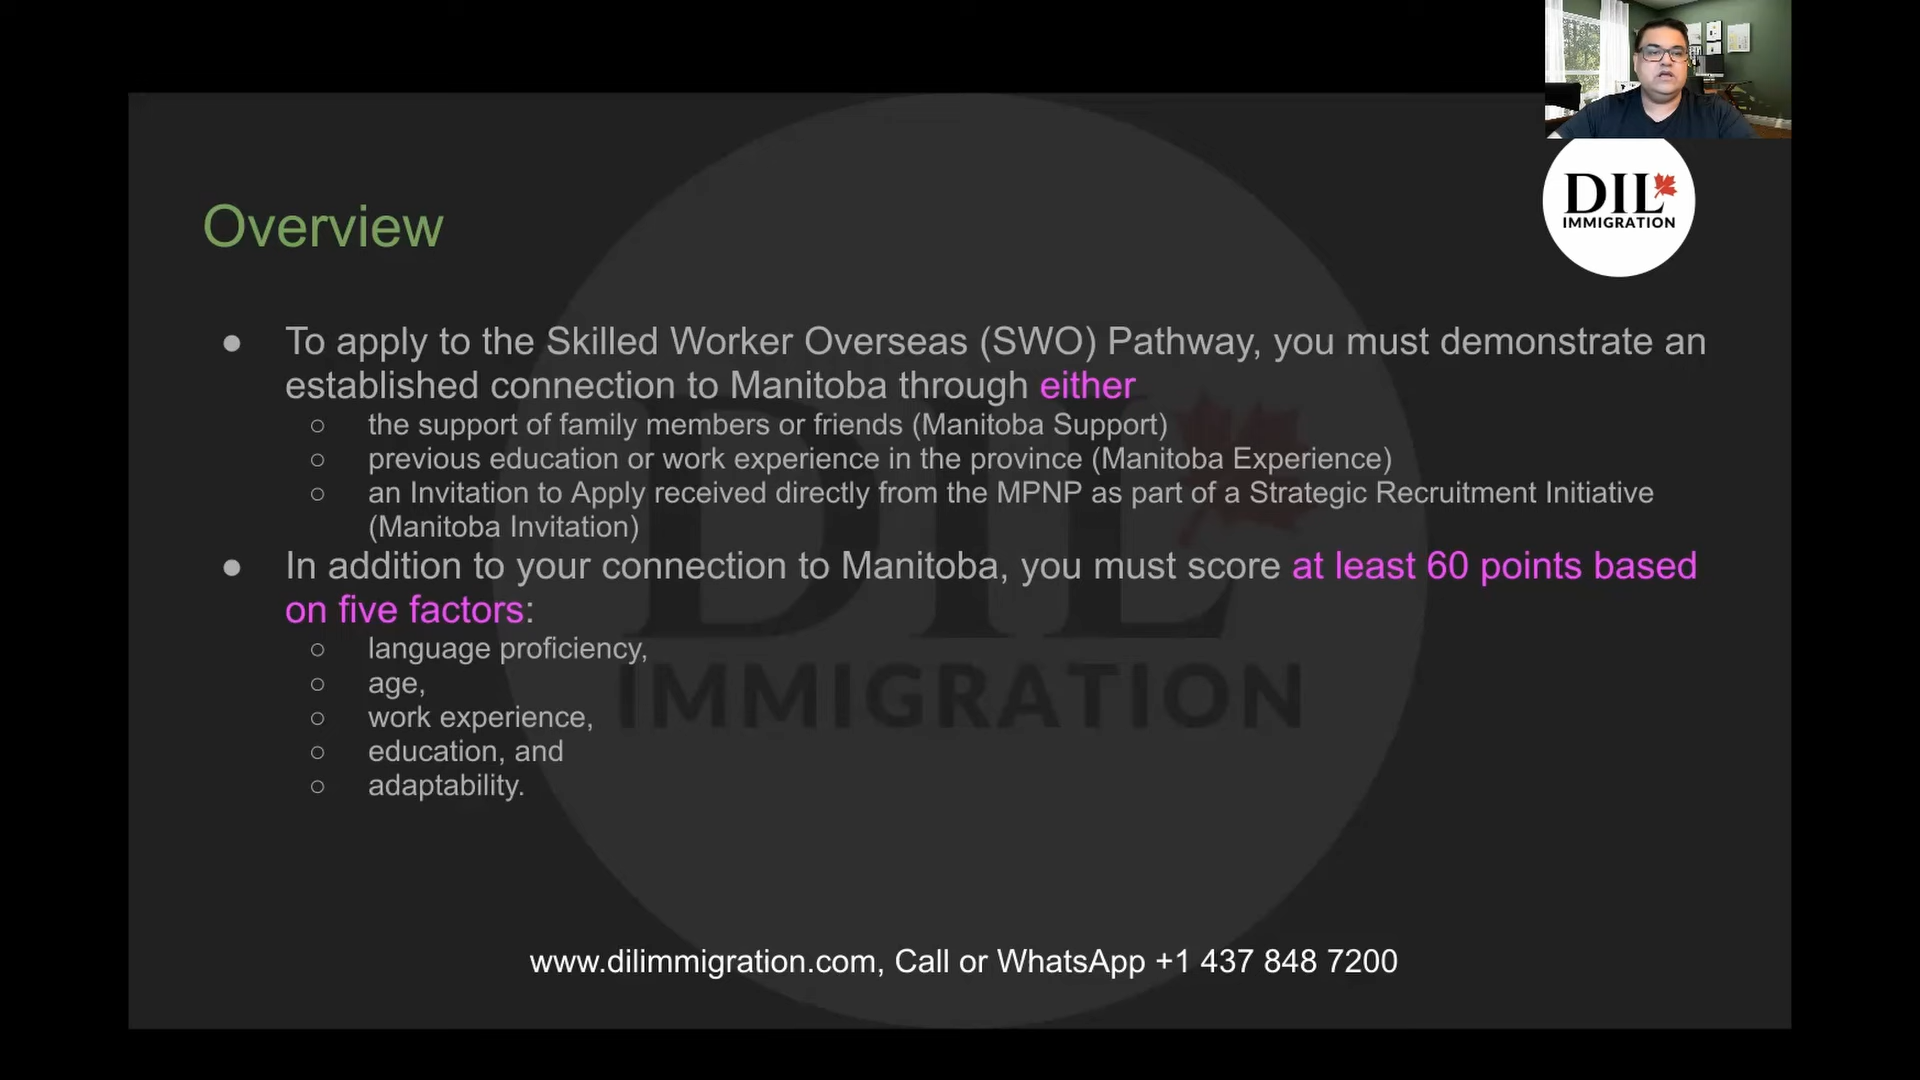 DIL
IMMIGRATION
Overview
● To apply to the Skilled Worker Overseas (SWO) Pathway, you must demonstrate an
established connection to Manitoba through either
○ the support of family members or friends (Manitoba Support)
○ previous education or work experience in the province (Manitoba Experience)
○ an Invitation to Apply received directly from the MPNP as part of a Strategic Recruitment Initiative
(Manitoba Invitation)
● In addition to your connection to Manitoba, you must score at least 60 points based
on five factors:
○ language proficiency,
○ age,
○ work experience,
○ education, and
○ adaptability.
DIL
IMMIGRATION
www.dilimmigration.com, Call or WhatsApp +1 437 848 7200